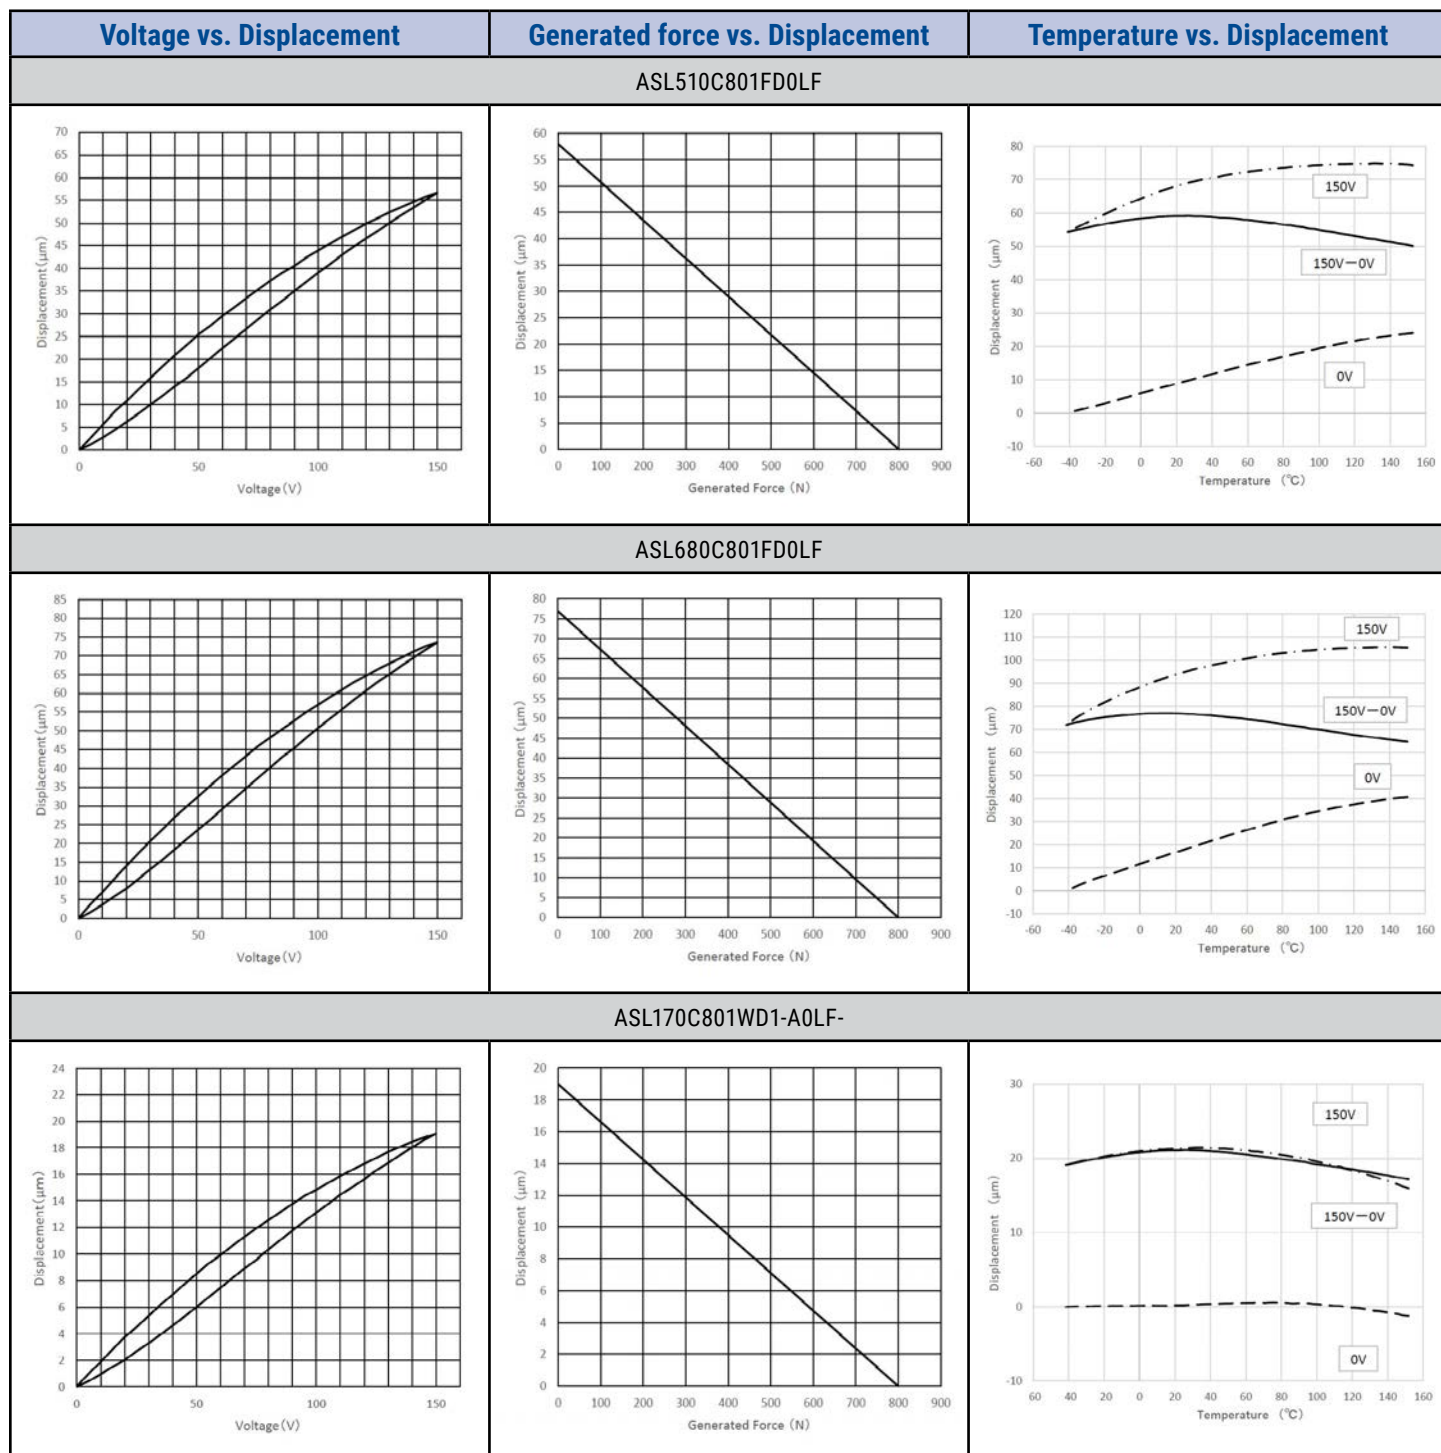 Voltage vs. Displacement
Generated force vs. Displacement
Temperature vs. Displacement
ASL510C801FD0LF
70
65
60
55
50
45
40
35
30
25
20
15
10
5
0
Displacement(μm)
0 50 100 150
Voltage(V)
60
55
50
45
40
35
30
25
20
15
10
5
0
Displacement (μm)
0 100 200 300 400 500 600 700 800 900
Generated Force (N)
80
70
60
50
40
30
20
10
0
-10
Displacement (μm)
150V
150V－0V
0V
-60 -40 -20 0 20 40 60 80 100 120 140 160
Temperature (℃)
ASL680C801FD0LF
85
80
75
70
65
60
55
50
45
40
35
30
25
20
15
10
5
0
Displacement(μm)
0 50 100 150
Voltage(V)
80
75
70
65
60
55
50
45
40
35
30
25
20
15
10
5
0
Displacement (μm)
0 100 200 300 400 500 600 700 800 900
Generated Force (N)
120
110
100
90
80
70
60
50
40
30
20
10
0
-10
Displacement (μm)
150V
150V－0V
0V
-60 -40 -20 0 20 40 60 80 100 120 140 160
Temperature (℃)
ASL170C801WD1-A0LF-
24
22
20
18
16
14
12
10
8
6
4
2
0
Displacement(μm)
0 50 100 150
Voltage(V)
20
18
16
14
12
10
8
6
4
2
0
Displacement (μm)
0 100 200 300 400 500 600 700 800 900
Generated Force (N)
30
20
10
0
-10
Displacement (μm)
150V
150V－0V
0V
60 40 20 0 20 40 60 80 100 120 140 160
Temperature (℃)